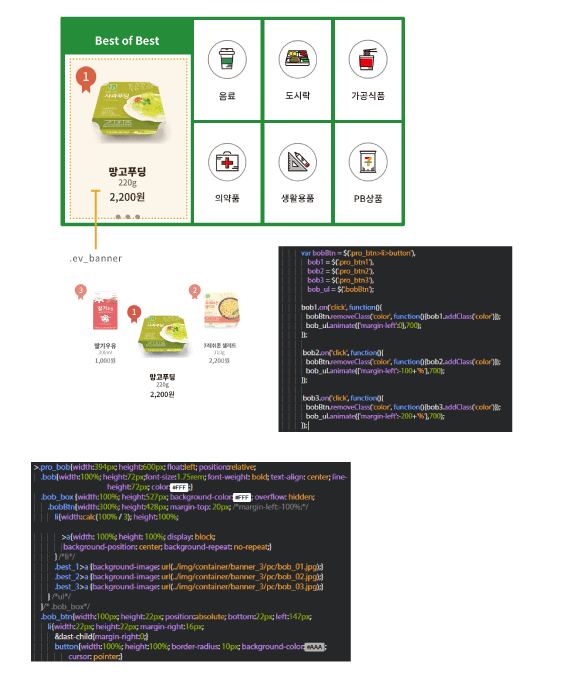 Best of Best
1
망고푸딩
220g
2,200원
음료
도시락
가공식품
의약품
생활용품
PB상품
.ev_banner
3
딸기우유
300ml
1,000원
1
망고푸딩
220g
2,200원
2
310g
2,200원
var bobBtn = $('.pro_btn>li>button'),
bob1 = $('.pro_btn1'),
bob2 = $('.pro_btn2'),
bob3 = $('.pro_btn3'),
bob_ul = $('.bobBtn');
bob1.on('click', function(){
bobBtn.removeClass('color', function(){bob1.addClass('color')});
bob_ul.animate({'margin-left':0},700);
});
bob2.on('click', function(){
bobBtn.removeClass('color', function(){bob2.addClass('color')});
bob_ul.animate({'margin-left':-100+'%'},700);
});
bob3.on('click', function(){
bobBtn.removeClass('color', function(){bob3.addClass('color')});
bob_ul.animate({'margin-left':-200+'%'},700);
});
>.pro_bob{width:394px; height:600px; float:left; position:relative;
.bob{width:100%; height:72px;font-size:1.75rem; font-weight: bold; text-align: center; line-
height:72px; color:#FFF;}
.bob_box {width:100%; height:527px; background-color:#FFF; overflow: hidden;
.bobBtn{width:300%; height:428px; margin-top: 20px; /*margin-left:-100%;*/
li{width:calc(100% / 3); height:100%;
>a{width: 100%; height: 100%; display: block;
background-position: center; background-repeat: no-repeat;}
} /*li*/
.best_1>a {background-image: url(../img/container/banner_3/pc/bob_01.jpg);}
.best_2>a {background-image: url(../img/container/banner_3/pc/bob_02.jpg);}
.best_3>a {background-image: url(../img/container/banner_3/pc/bob_03.jpg);}
} /*ul*/
}/* .bob_box*/
.bob_btn{width:100px; height:22px; position:absolute; bottom:22px; left:147px;
li{width:22px; height:22px; margin-right:16px;
&:last-child{margin-right:0;}
button{width:100%; height:100%; border-radius: 10px; background-color:#AAA;
cursor: pointer;}